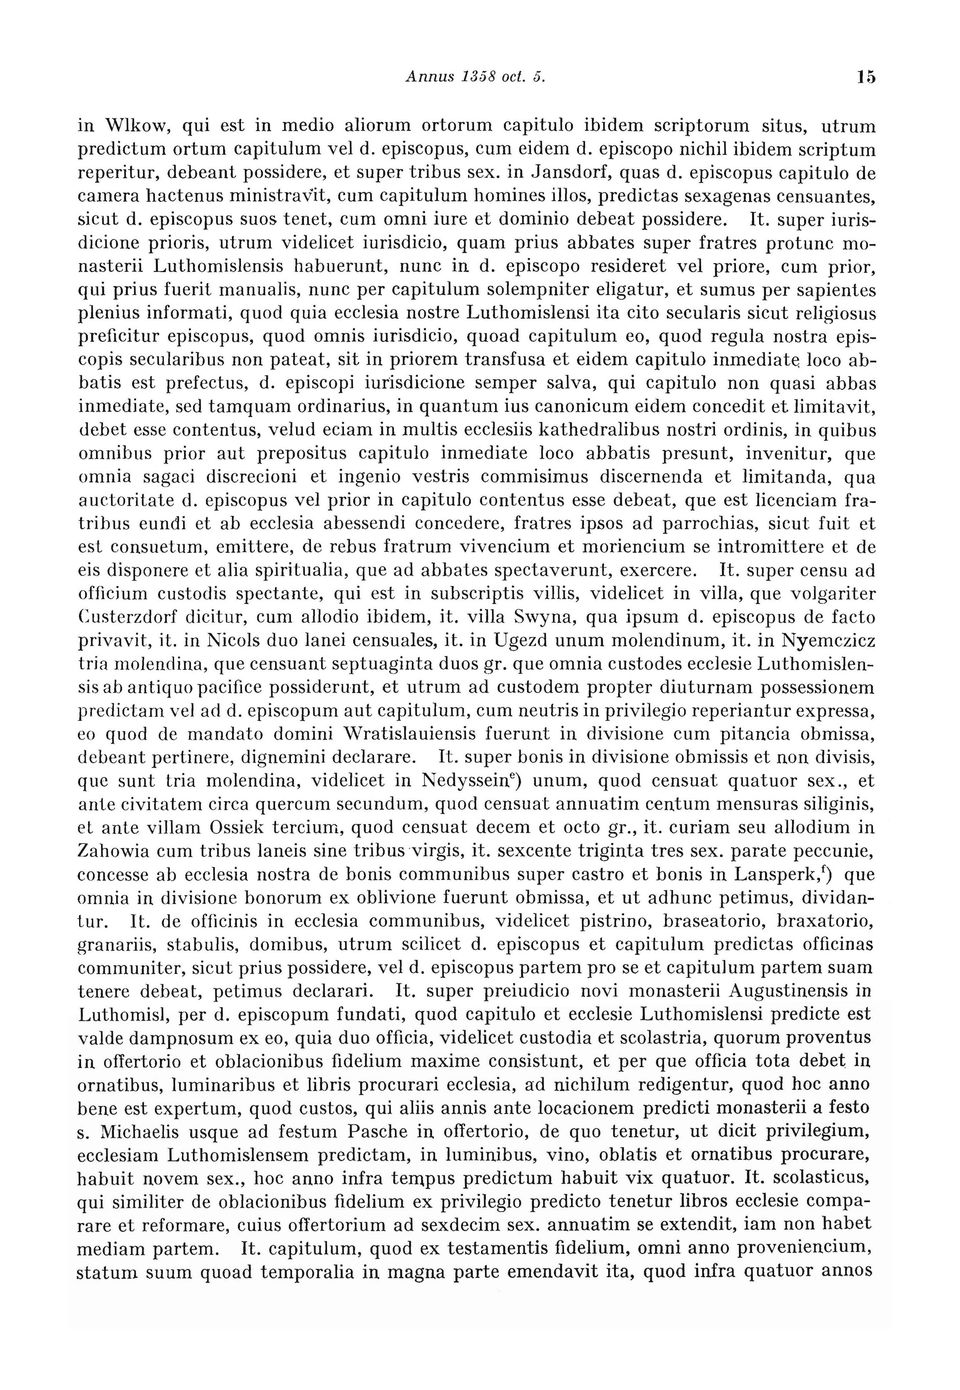 Annus 1358 oct. 5. 15
in Wlkow, qui est in medio aliorum ortorum capitulo ibidem scriptorum situs, utrum
predictum ortum capitulum vel d. episcopus, cum eidem d. episcopo nichil ibidem scriptum
reperitur, debeant possidere, et super tribus sex. in Jansdorf, quas d. episcopus capitulo de
camera hactenus ministravit, cum capitulum homines illos, predictas sexagenas censuantes,
sicut d. episcopus suos tenet, cum omni iure et dominio debeat possidere. It. super iuris-
dicione prioris, utrum videlicet iurisdicio, quam prius abbates super fratres protunc mo-
nasterii Luthomislensis habuerunt, nunc in d. episcopo resideret vel priore, cum prior,
qui prius fuerit manualis, nunc per capitulum solempniter eligatur, et sumus per sapientes
plenius informati, quod quia ecclesia nostre Luthomislensi ita cito secularis sicut religiosus
preficitur episcopus, quod omnis iurisdicio, quoad capitulum eo, quod regula nostra epis-
copis secularibus non pateat, sit in priorem transfusa et eidem capitulo inmediate loco ab-
batis est prefectus, d. episcopi iurisdicione semper salva, qui capitulo non quasi abbas
inmediate, sed tamquam ordinarius, in quantum ius canonicum eidem concedit et limitavit,
debet esse contentus, velud eciam in multis ecclesiis kathedralibus nostri ordinis, in quibus
omnibus prior aut prepositus capitulo inmediate loco abbatis presunt, invenitur, que
omnia sagaci discrecioni et ingenio vestris commisimus discernenda et limitanda, qua
auctoritate d. episcopus vel prior in capitulo contentus esse debeat, que est licenciam fra-
tribus eundi et ab ecclesia abessendi concedere, fratres ipsos ad parrochias, sicut fuit et
est consuetum, emittere, de rebus fratrum vivencium et moriencium se intromittere et de
eis disponere et alia spiritualia, que ad abbates spectaverunt, exercere. It. super censu ad
officium custodis spectante, qui est in subscriptis villis, videlicet in villa, que volgariter
Custerzdorf dicitur, cum allodio ibidem, it. villa Swyna, qua ipsum d. episcopus de facto
privavit, it. in Nicols duo lanei censuales, it. in Ugezd unum molendinum, it. in Nyemczicz
tria molendina, que censuant septuaginta duos gr. que omnia custodes ecclesie Luthomislen-
sis ab antiquo pacifice possiderunt, et utrum ad custodem propter diuturnam possessionem
predictam vel ad d. episcopum aut capitulum, cum neutris in privilegio reperiantur expressa,
eo quod de mandato domini Wratislauiensis fuerunt in divisione cum pitancia obmissa,
debeant pertinere, dignemini declarare. It. super bonis in divisione obmissis et non divisis,
que sunt tria molendina, videlicet in Nedyssein<sup>e</sup>) unum, quod censuat quatuor sex., et
ante civitatem circa quercum secundum, quod censuat annuatim centum mensuras siliginis,
et ante villam Ossiek tercium, quod censuat decem et octo gr., it. curiam seu allodium in
Zahowia cum tribus laneis sine tribus virgis, it. sexcente triginta tres sex. parate peccunie,
concesse ab ecclesia nostra de bonis communibus super castro et bonis in Lansperk,<sup>f</sup>) que
omnia in divisione bonorum ex oblivione fuerunt obmissa, et ut adhunc petimus, dividan-
tur. It. de officinis in ecclesia communibus, videlicet pistrino, braseatorio, braxatorio,
granariis, stabulis, domibus, utrum scilicet d. episcopus et capitulum predictas officinas
communiter, sicut prius possidere, vel d. episcopus partem pro se et capitulum partem suam
tenere debeat, petimus declarari. It. super preiudicio novi monasterii Augustinensis in
Luthomisl, per d. episcopum fundati, quod capitulo et ecclesie Luthomislensi predicte est
valde dampnosum ex eo, quia duo officia, videlicet custodia et scolastria, quorum proventus
in offertorio et oblacionibus fidelium maxime consistunt, et per que officia tota debet in
ornatibus, luminaribus et libris procurari ecclesia, ad nichilum redigentur, quod hoc anno
bene est expertum, quod custos, qui aliis annis ante locacionem predicti monasterii a festo
s. Michaelis usque ad festum Pasche in offertorio, de quo tenetur, ut dicit privilegium,
ecclesiam Luthomislensem predictam, in luminibus, vino, oblatis et ornatibus procurare,
habuit novem sex., hoc anno infra tempus predictum habuit vix quatuor. It. scolasticus,
qui similiter de oblacionibus fidelium ex privilegio predicto tenetur libros ecclesie compa-
rare et reformare, cuius offertorium ad sexdecim sex. annuatim se extendit, iam non habet
mediam partem. It. capitulum, quod ex testamentis fidelium, omni anno proveniencium,
statum suum quoad temporalia in magna parte emendavit ita, quod infra quatuor annos